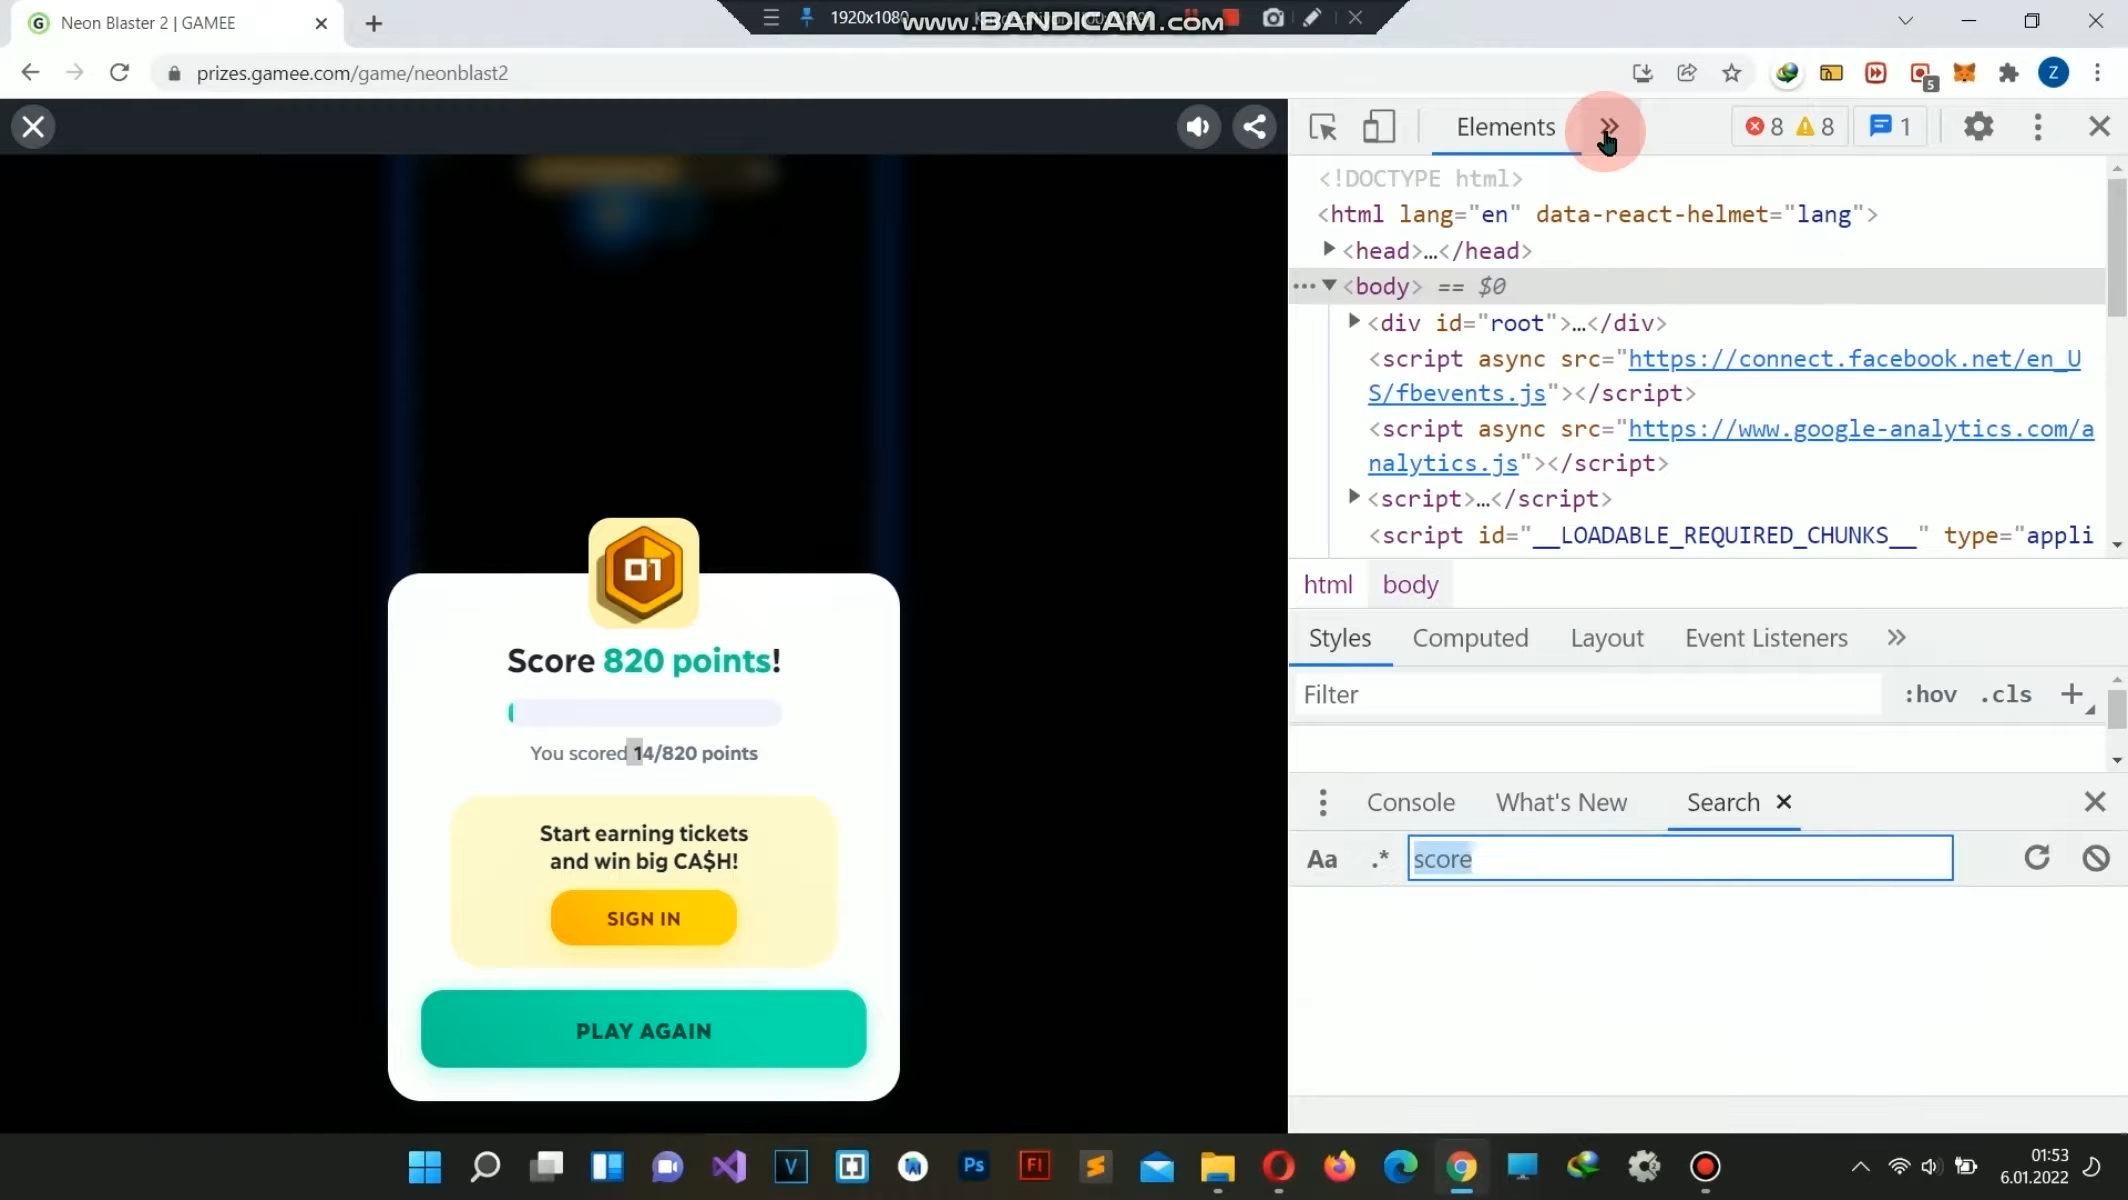 Neon Blaster 2 | GAMEE
1920x1080
www.BANDICAM.com
prizes.gamee.com/game/neonblast2
5
Z
Elements
8
8
1
<!DOCTYPE html>
<html lang="en" data-react-helmet="lang">
<head>…</head>
<body> == $0
<div id="root">…</div>
<script async src="https://connect.facebook.net/en_U
S/fbevents.js"></script>
<script async src="https://www.google-analytics.com/a
nalytics.js"></script>
<script>…</script>
<script id="__LOADABLE_REQUIRED_CHUNKS__" type="appli
html body
Styles Computed Layout Event Listeners
Filter :hov .cls
Console What's New Search
Aa .* score
01
Score 820 points!
You scored 14/820 points
Start earning tickets
and win big CA$H!
SIGN IN
PLAY AGAIN
V
Ps
Fl
01:53
6.01.2022